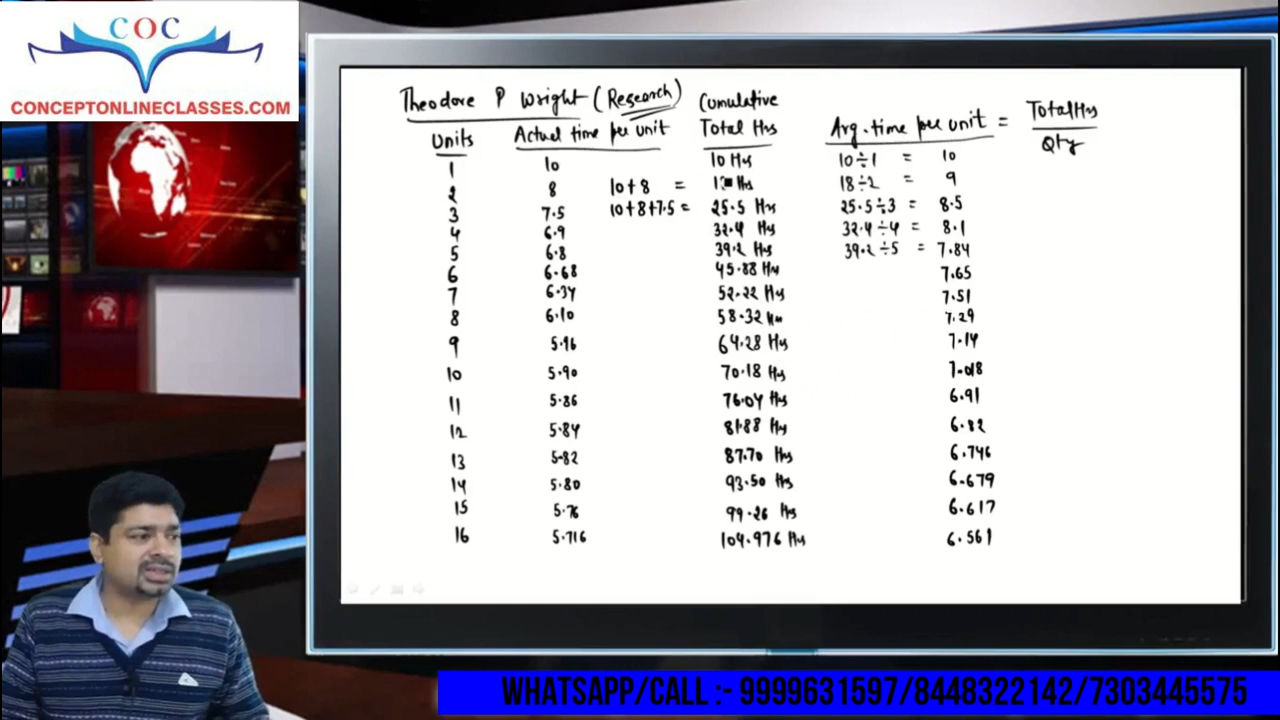 COC
CONCEPTONLINECLASSES.COM
Theodore P Wright (Research)
Units Actual time per unit Cumulative Total Hrs Avg. time per unit = Total Hrs / Qty
1 10 10 Hrs 10÷1 = 10
2 8 10+8 = Hrs 18÷2 = 9
3 7.5 10+8+7.5 = 25.5 Hrs 25.5÷3 = 8.5
4 6.9 32.4 Hrs 32.4÷4 = 8.1
5 6.8 39.2 Hrs 39.2÷5 = 7.84
6 6.68 45.88 Hrs 7.65
7 6.34 52.22 Hrs 7.51
8 6.10 58.32 Hrs 7.29
9 5.96 64.28 Hrs 7.14
10 5.90 70.18 Hrs 7.018
11 5.86 76.04 Hrs 6.91
12 5.84 81.88 Hrs 6.82
13 5.82 87.70 Hrs 6.746
14 5.80 93.50 Hrs 6.679
15 5.76 99.26 Hrs 6.617
16 5.716 104.976 Hrs 6.561
WHATSAPP/CALL :- 9999631597/8448322142/7303445575